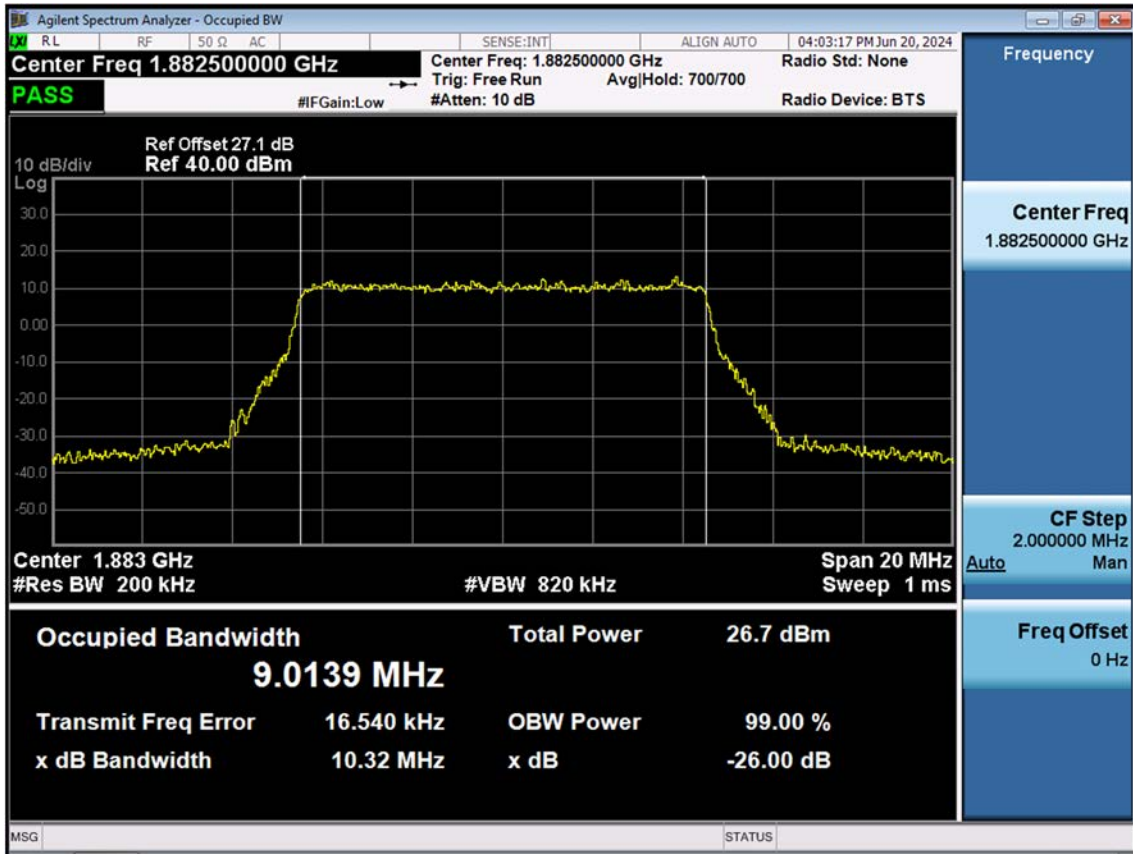 Agilent Spectrum Analyzer - Occupied BW
LXI RL RF 50 Ω AC SENSE:INT ALIGN AUTO 04:03:17 PM Jun 20, 2024
Center Freq 1.882500000 GHz
Center Freq: 1.882500000 GHz
Radio Std: None
Trig: Free Run Avg|Hold: 700/700
PASS
#IFGain:Low
#Atten: 10 dB
Radio Device: BTS
Ref Offset 27.1 dB
10 dB/div Ref 40.00 dBm
Log
30.0
20.0
10.0
0.00
-10.0
-20.0
-30.0
-40.0
-50.0
Center 1.883 GHz Span 20 MHz
#Res BW 200 kHz #VBW 820 kHz Sweep 1 ms
Occupied Bandwidth Total Power 26.7 dBm
9.0139 MHz
Transmit Freq Error 16.540 kHz OBW Power 99.00 %
x dB Bandwidth 10.32 MHz x dB -26.00 dB
Frequency
Center Freq
1.882500000 GHz
CF Step
2.000000 MHz
Auto Man
Freq Offset
0 Hz
MSG STATUS